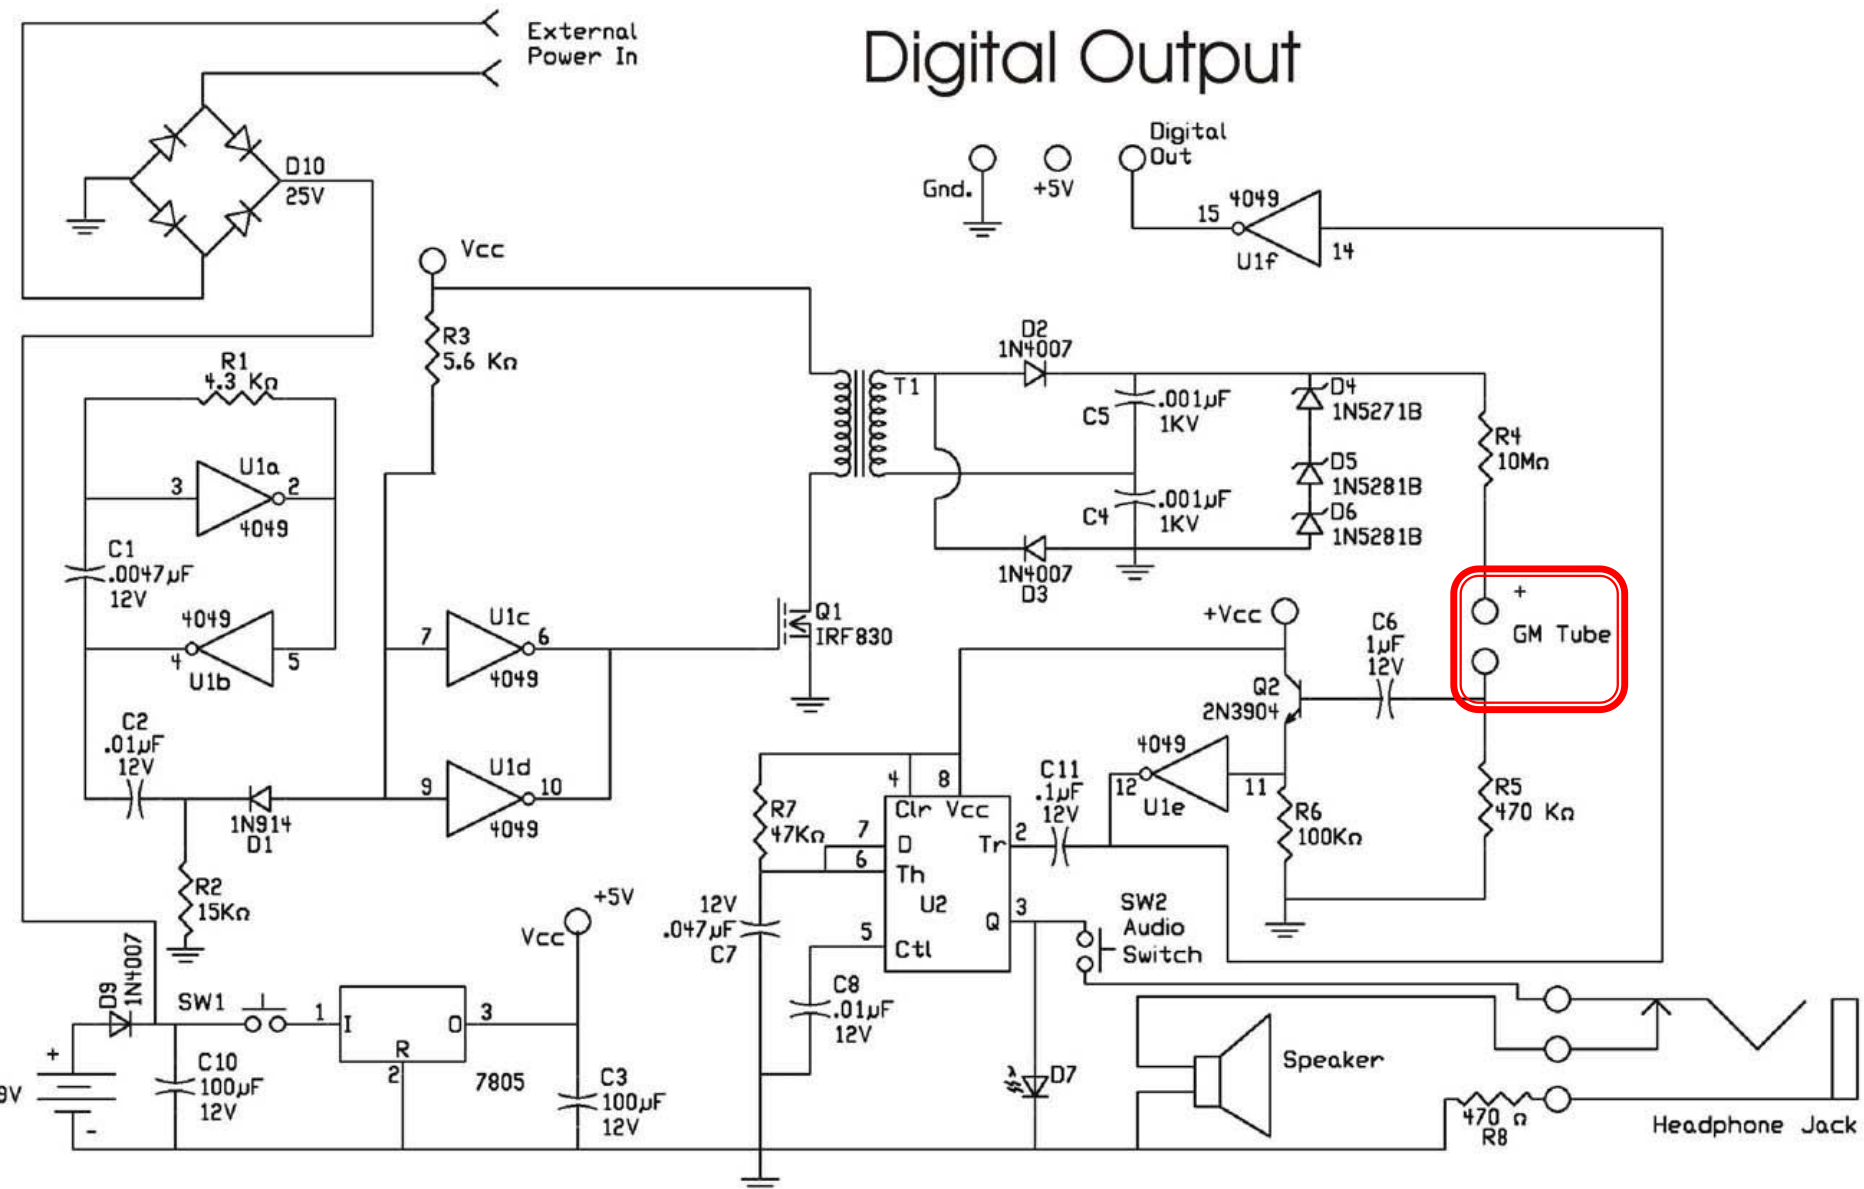 External
Power In
Digital Output
Digital
Out
Gnd.
+5V
15
4049
U1f
14
D10
25V
Vcc
R3
5.6 KΩ
R1
4.3 KΩ
U1a
3
2
4049
C1
.0047µF
12V
4049
4
5
U1b
C2
.01µF
12V
1N914
D1
R2
15KΩ
7
U1c
6
4049
9
U1d
10
4049
Q1
IRF830
T1
D2
1N4007
C5
.001µF
1KV
C4
.001µF
1KV
1N4007
D3
D4
1N5271B
D5
1N5281B
D6
1N5281B
R4
10MΩ
+
GM Tube
+Vcc
C6
1µF
12V
Q2
2N3904
4049
12
U1e
11
R6
100KΩ
R5
470 KΩ
C11
.1µF
12V
R7
47KΩ
4
8
Clr Vcc
7
D
Tr
2
6
Th
U2
Q
3
5
Ctl
12V
.047µF
C7
C8
.01µF
12V
SW2
Audio
Switch
D7
Speaker
470 Ω
R8
Headphone Jack
+5V
Vcc
D9
1N4007
SW1
1
I
O
3
R
2
7805
C10
100µF
12V
C3
100µF
12V
+
9V
-